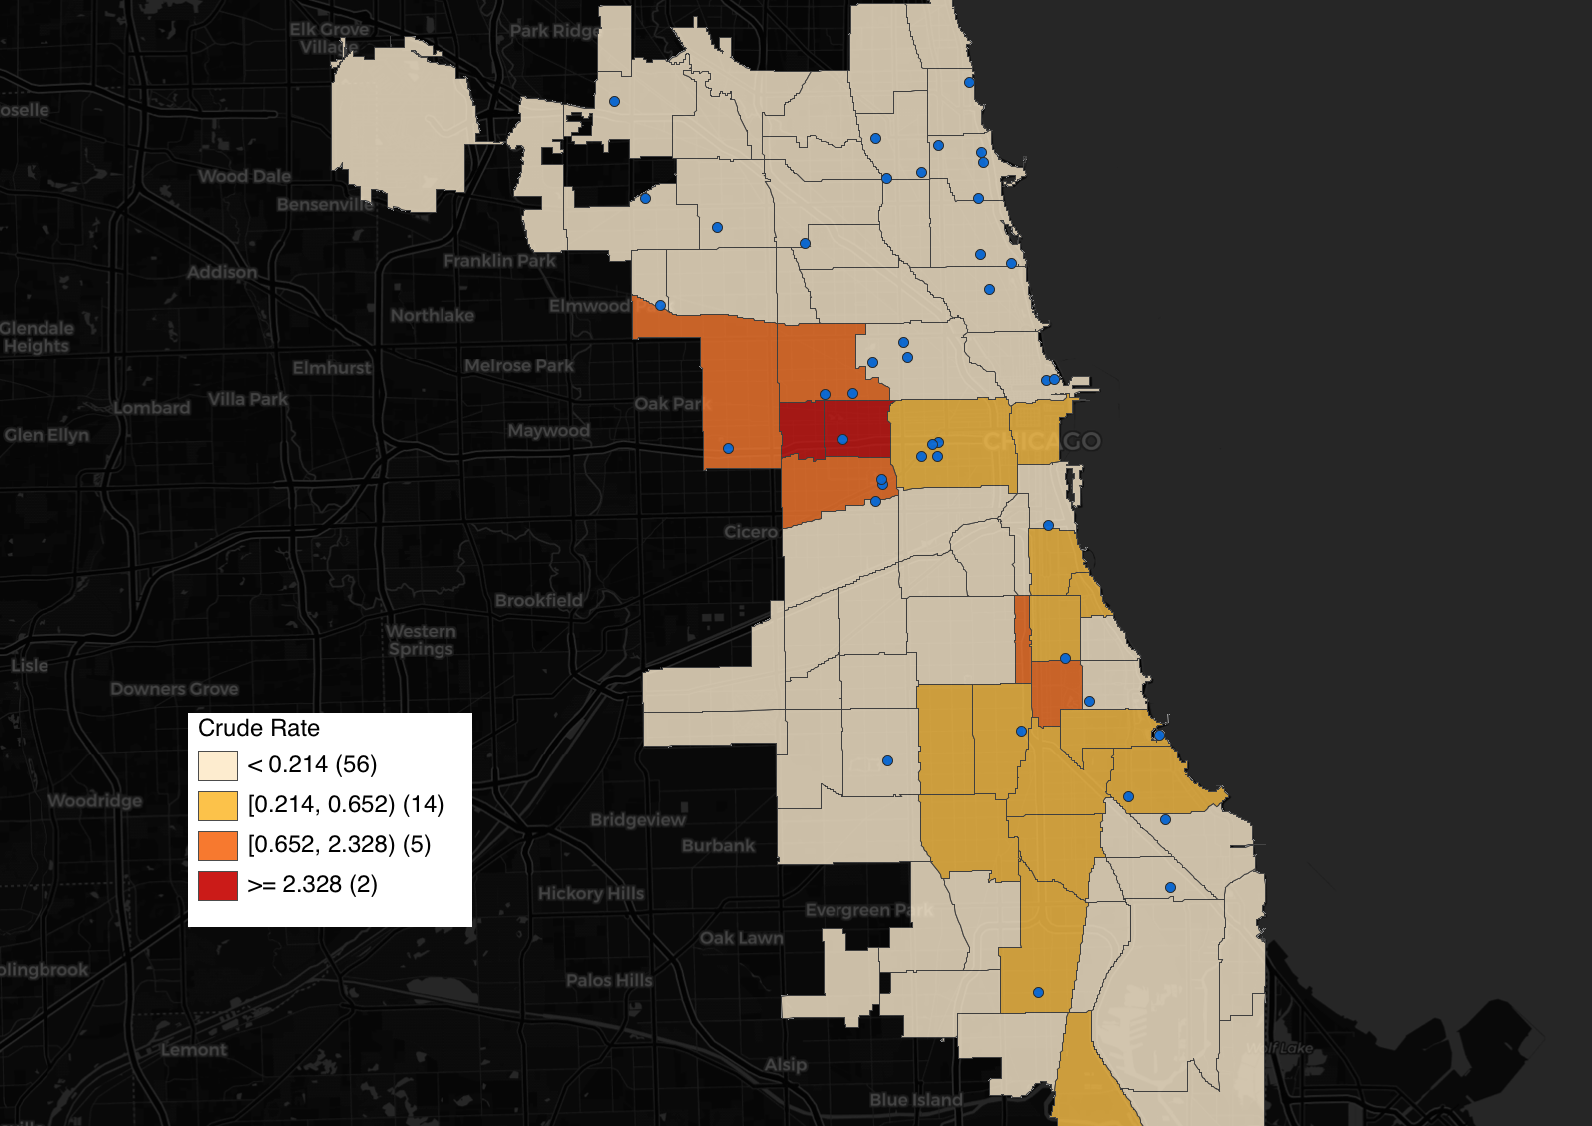 Elk Grove
Village
Park Ridge
oselle
Wood Dale
Bensenville
Addison
Franklin Park
Northlake
Elmwood
Glendale
Heights
Elmhurst
Melrose Park
Lombard
Villa Park
Oak Park
Glen Ellyn
Maywood
CHICAGO
Cicero
Brookfield
Western
Springs
Lisle
Downers Grove
Crude Rate
< 0.214 (56)
[0.214, 0.652) (14)
[0.652, 2.328) (5)
>= 2.328 (2)
Woodridge
Bridgeview
Burbank
Hickory Hills
Evergreen Park
Oak Lawn
olingbrook
Palos Hills
Lemont
Wolf Lake
Alsip
Blue Island